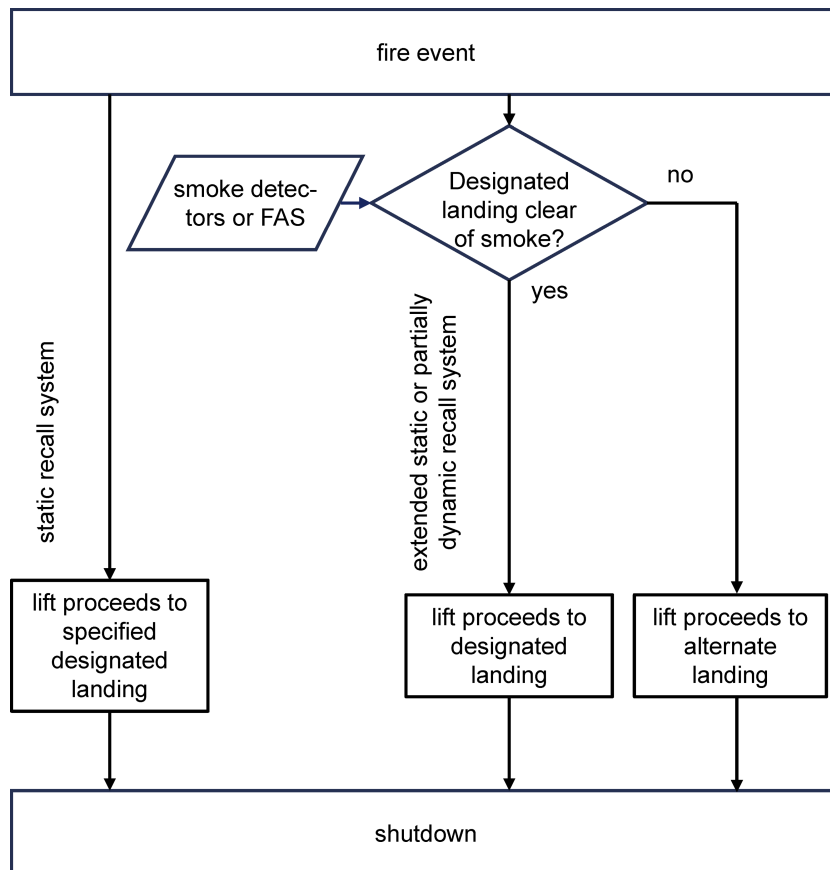 fire event
smoke detec-
tors or FAS
Designated
landing clear
of smoke?
no
yes
static recall system
extended static or partially
dynamic recall system
lift proceeds to
specified
designated
landing
lift proceeds to
designated
landing
lift proceeds to
alternate
landing
shutdown